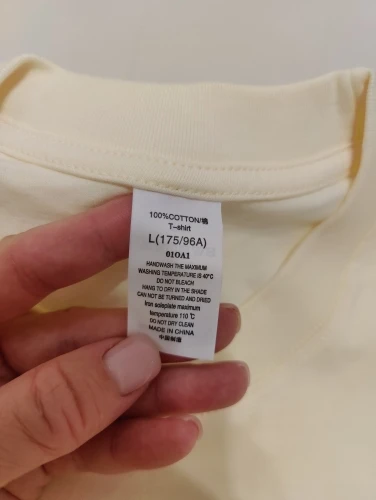 100%COTTON/棉
T-shirt
L(175/96A)
010A1
HANDWASH THE MAXIMUM
WASHING TEMPERATURE IS 40°C
DO NOT BLEACH
HANG TO DRY IN THE SHADE
CAN NOT BE TURNED AND DRIED
Iron soleplate maximum
temperature 110℃
DO NOT DRY CLEAN
MADE IN CHINA
中国制造